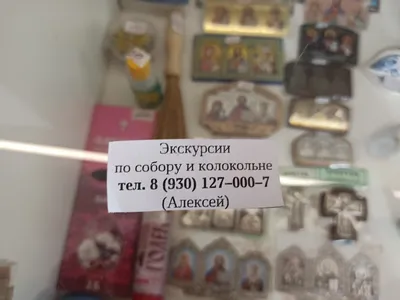 Экскурсии
по собору и колокольне
тел. 8 (930) 127–000–7
(Алексей)